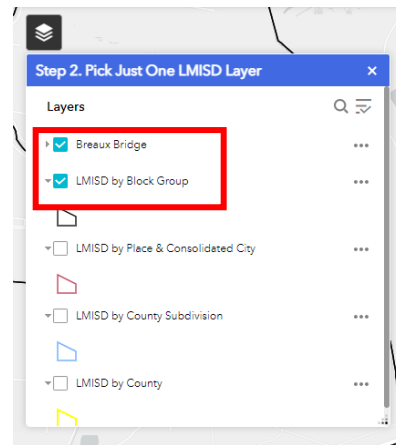 Step 2. Pick Just One LMISD Layer
Layers
Breaux Bridge
LMISD by Block Group
LMISD by Place & Consolidated City
LMISD by County Subdivision
LMISD by County